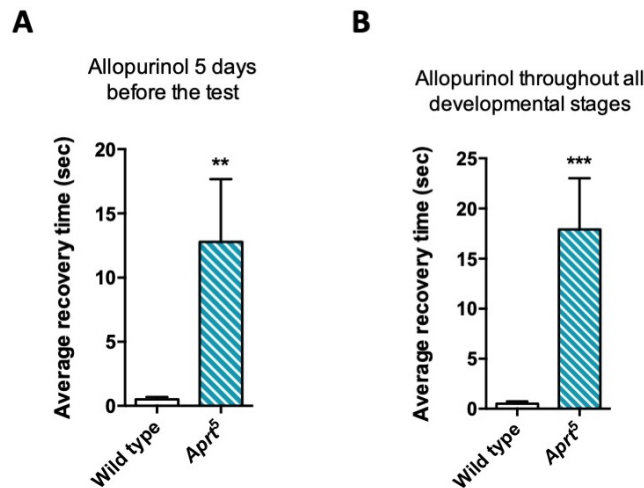 A
Allopurinol 5 days
before the test
Average recovery time (sec)
20
15
10
5
0
**
Wild type
Aprt⁵
B
Allopurinol throughout all
developmental stages
Average recovery time (sec)
25
20
15
10
5
0
***
Wild type
Aprt⁵